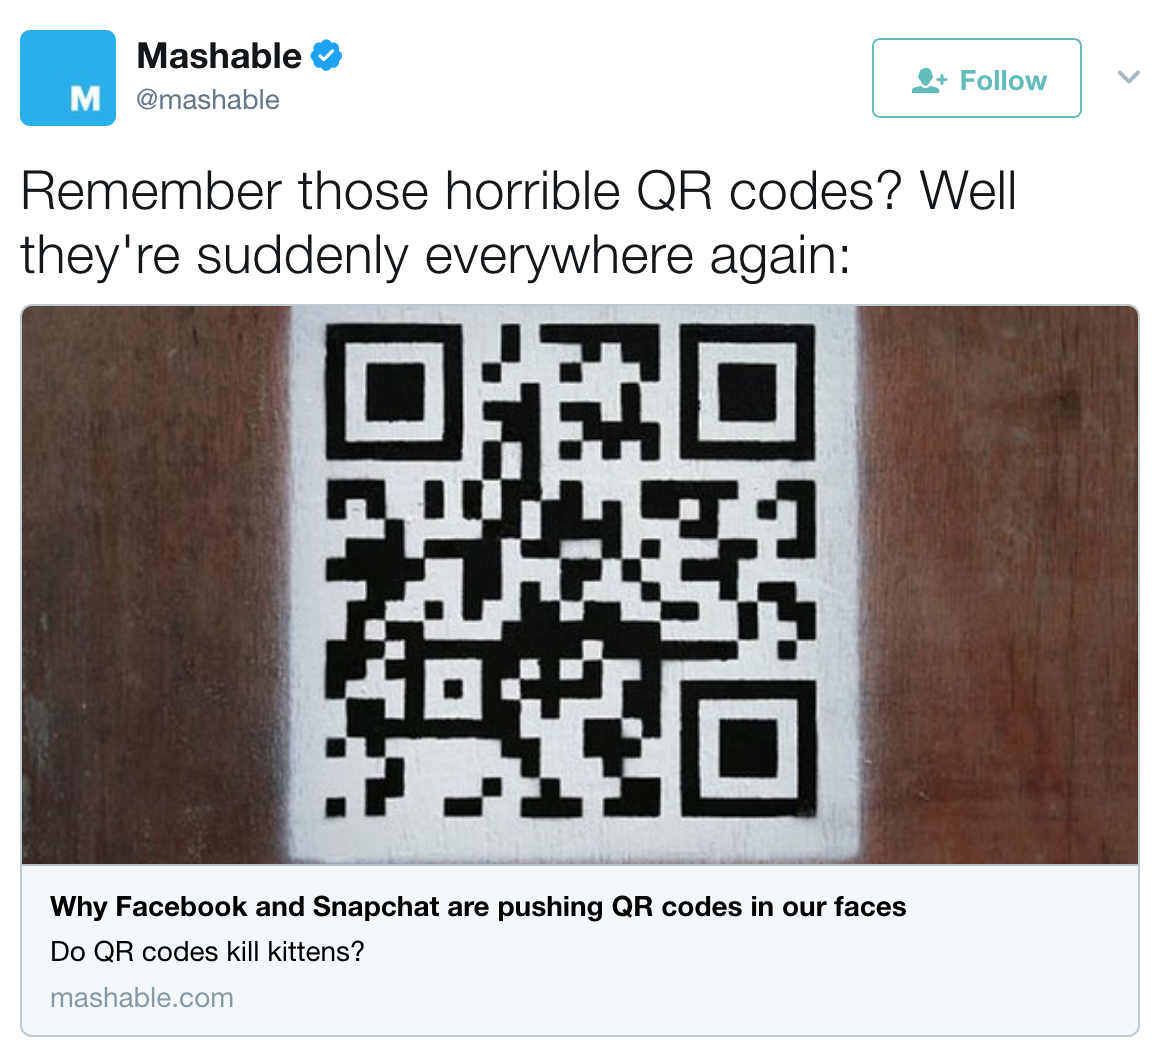 M
Mashable
@mashable
Follow
Remember those horrible QR codes? Well
they're suddenly everywhere again:
Why Facebook and Snapchat are pushing QR codes in our faces
Do QR codes kill kittens?
mashable.com